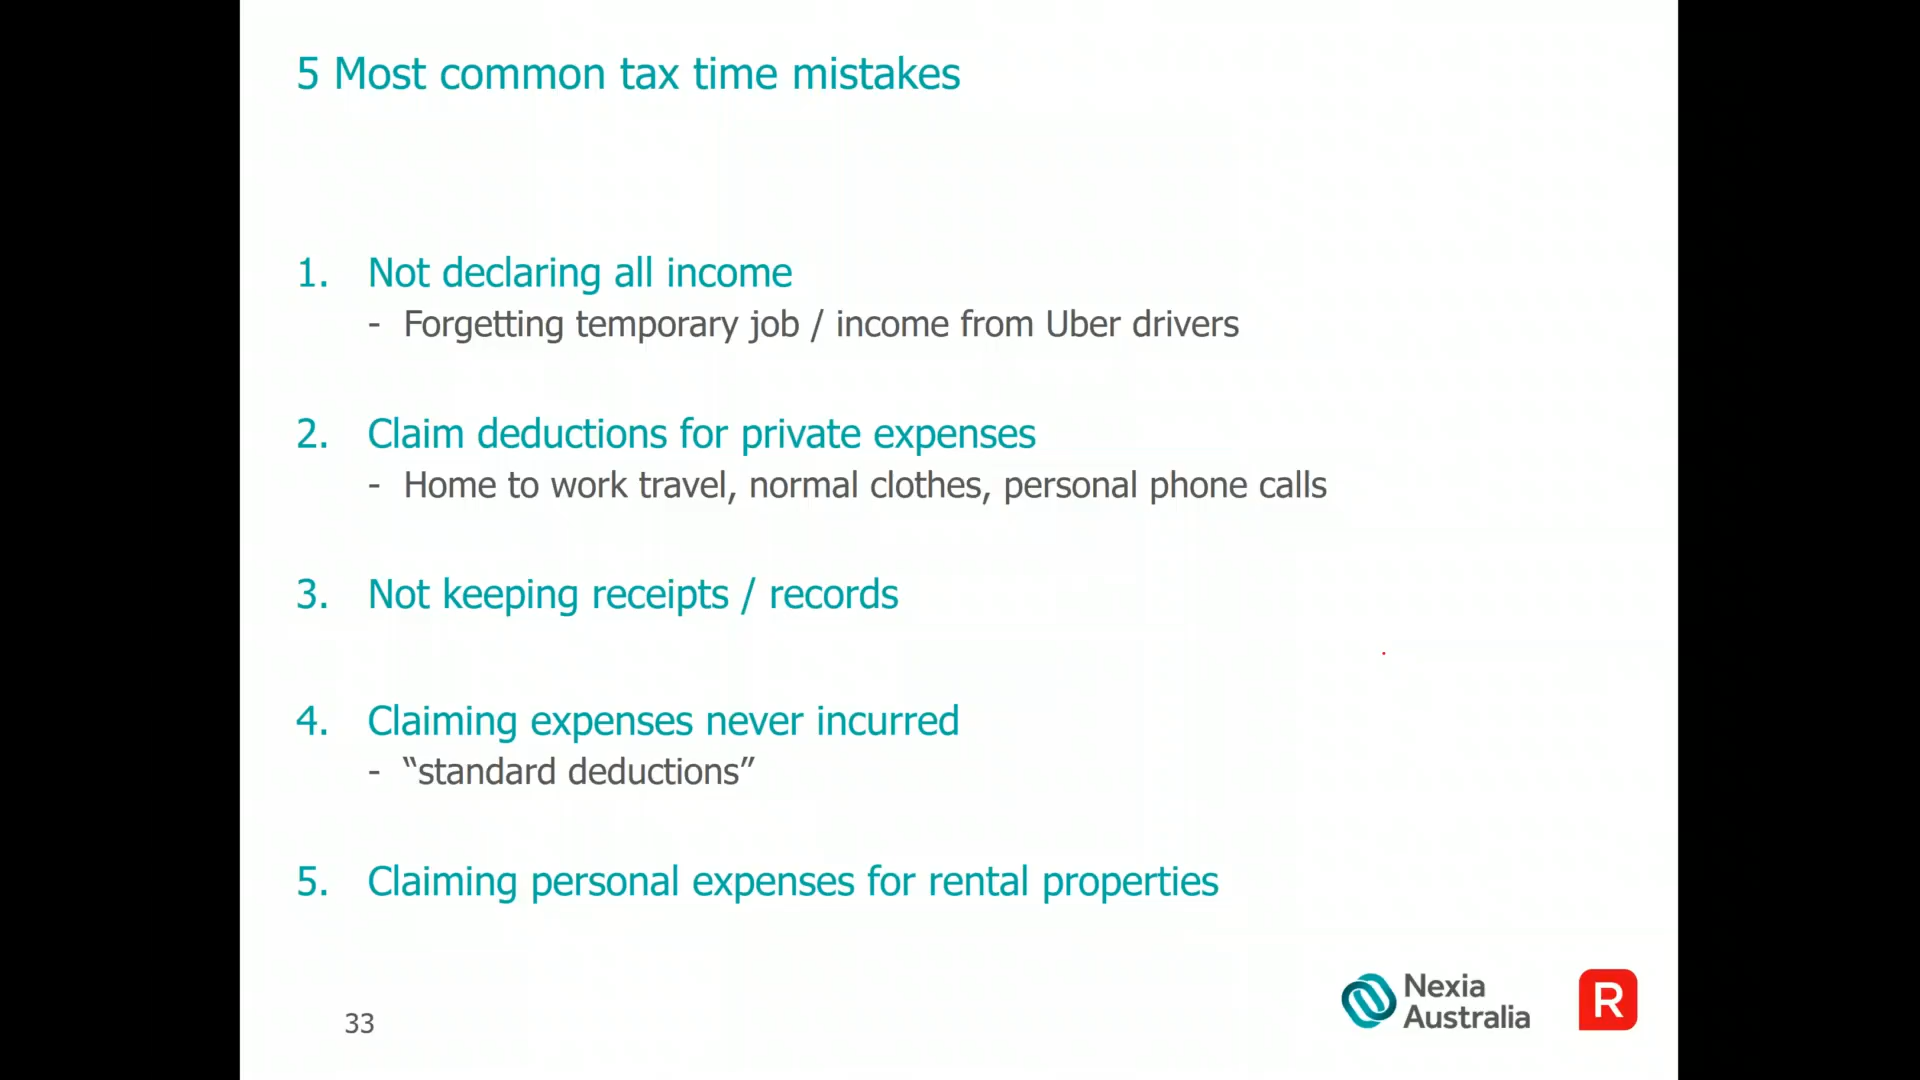 5 Most common tax time mistakes
1. Not declaring all income
- Forgetting temporary job / income from Uber drivers
2. Claim deductions for private expenses
- Home to work travel, normal clothes, personal phone calls
3. Not keeping receipts / records
4. Claiming expenses never incurred
- “standard deductions”
5. Claiming personal expenses for rental properties
Nexia
Australia
R
33